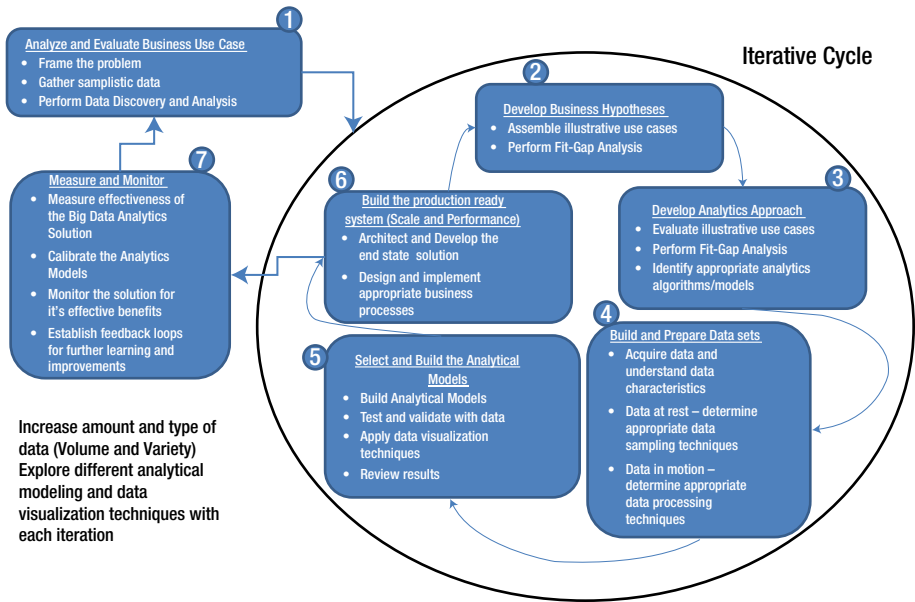 1
Analyze and Evaluate Business Use Case
• Frame the problem
• Gather samplistic data
• Perform Data Discovery and Analysis
Iterative Cycle
2
Develop Business Hypotheses
• Assemble illustrative use cases
• Perform Fit-Gap Analysis
3
Develop Analytics Approach
• Evaluate illustrative use cases
• Perform Fit-Gap Analysis
• Identify appropriate analytics
algorithms/models
4
Build and Prepare Data sets
• Acquire data and
understand data
characteristics
• Data at rest – determine
appropriate data
sampling techniques
• Data in motion –
determine appropriate
data processing
techniques
5
Select and Build the Analytical
Models
• Build Analytical Models
• Test and validate with data
• Apply data visualization
techniques
• Review results
6
Build the production ready
system (Scale and Performance)
• Architect and Develop the
end state solution
• Design and implement
appropriate business
processes
7
Measure and Monitor
• Measure effectiveness of
the Big Data Analytics
Solution
• Calibrate the Analytics
Models
• Monitor the solution for
it's effective benefits
• Establish feedback loops
for further learning and
improvements
Increase amount and type of
data (Volume and Variety)
Explore different analytical
modeling and data
visualization techniques with
each iteration